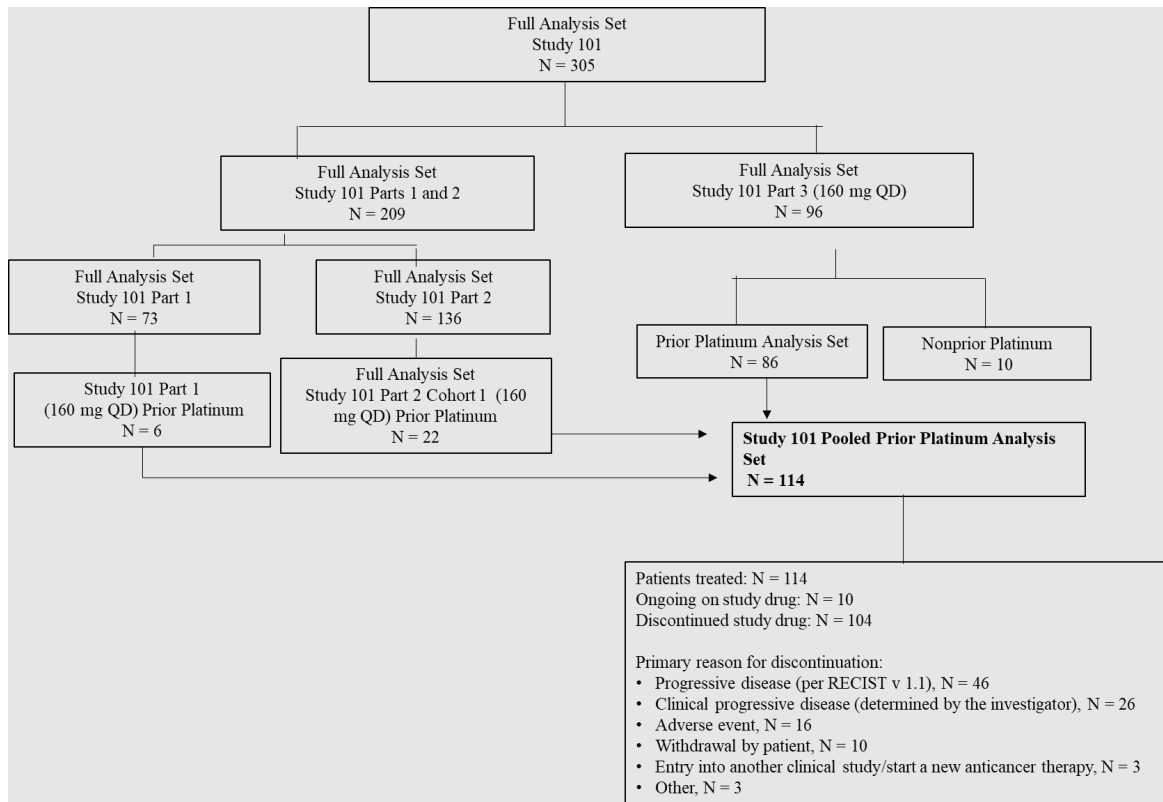 Full Analysis Set
Study 101
N = 305
Full Analysis Set
Study 101 Parts 1 and 2
N = 209
Full Analysis Set
Study 101 Part 3 (160 mg QD)
N = 96
Full Analysis Set
Study 101 Part 1
N = 73
Full Analysis Set
Study 101 Part 2
N = 136
Prior Platinum Analysis Set
N = 86
Nonprior Platinum
N = 10
Study 101 Part 1
(160 mg QD) Prior Platinum
N = 6
Full Analysis Set
Study 101 Part 2 Cohort 1 (160
mg QD) Prior Platinum
N = 22
Study 101 Pooled Prior Platinum Analysis
Set
N = 114
Patients treated: N = 114
Ongoing on study drug: N = 10
Discontinued study drug: N = 104
Primary reason for discontinuation:
• Progressive disease (per RECIST v 1.1), N = 46
• Clinical progressive disease (determined by the investigator), N = 26
• Adverse event, N = 16
• Withdrawal by patient, N = 10
• Entry into another clinical study/start a new anticancer therapy, N = 3
• Other, N = 3